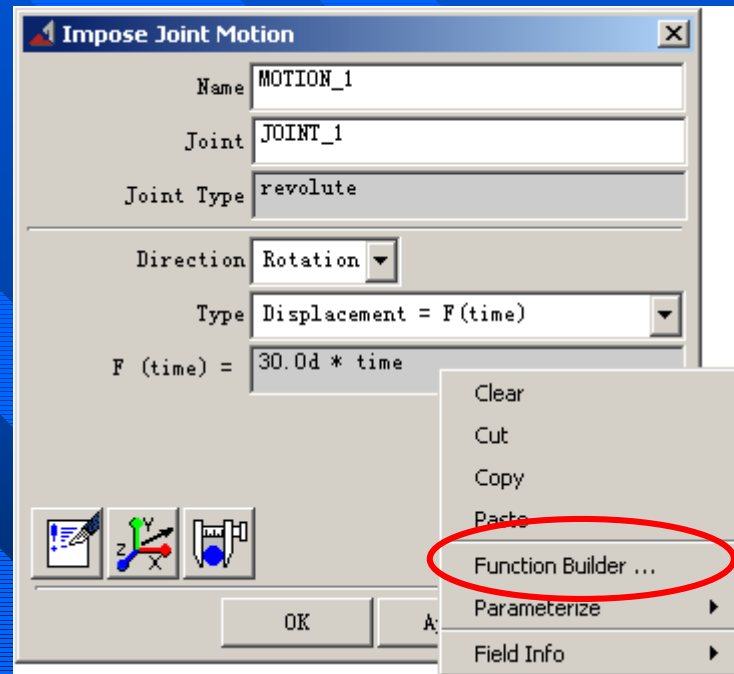 Impose Joint Motion
Name MOTION_1
Joint JOINT_1
Joint Type revolute
Direction Rotation
Type Displacement = F(time)
F (time) = 30.0d * time
Clear
Cut
Copy
Paste
Function Builder ...
Parameterize
Field Info
Z Y X
OK